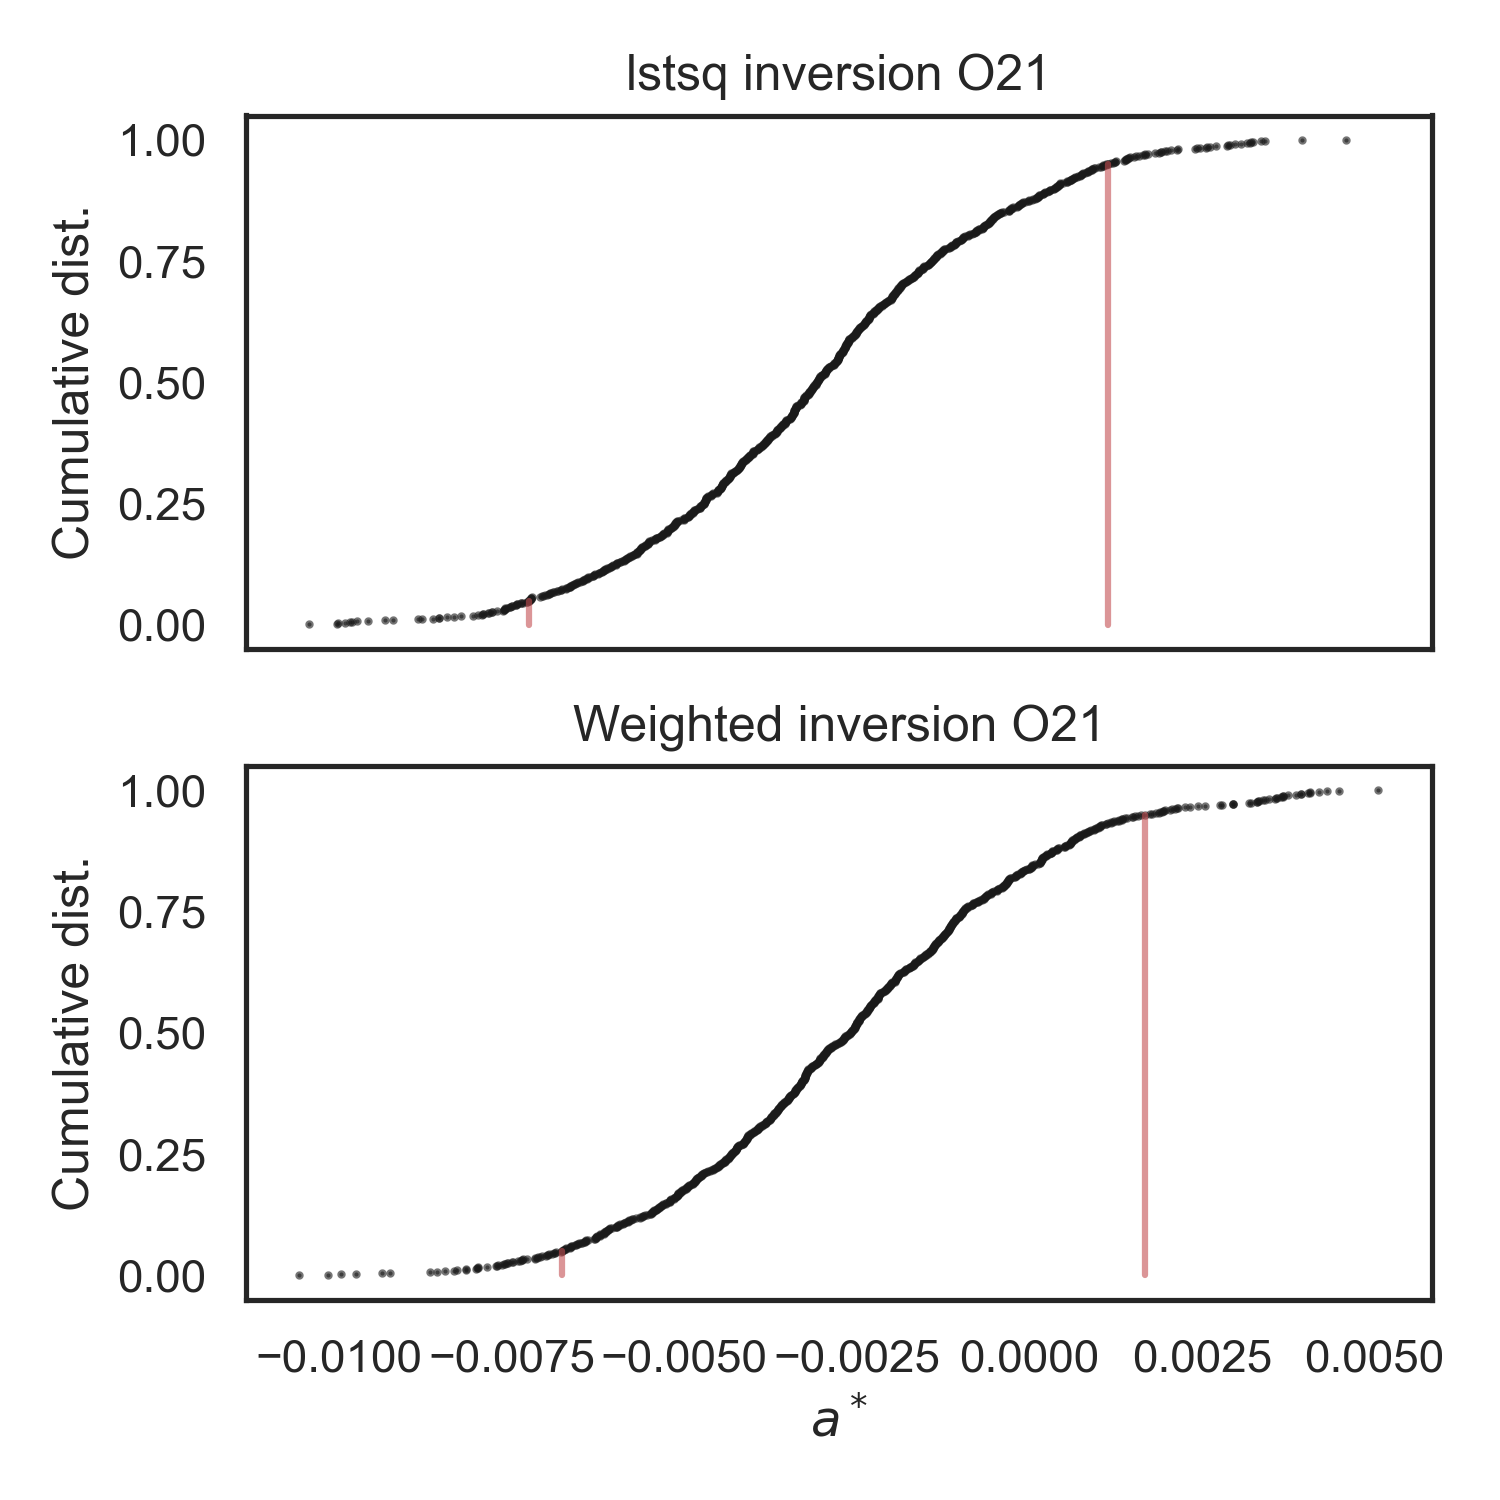 lstsq inversion O21
1.00
0.75
0.50
0.25
0.00
Cumulative dist.
Weighted inversion O21
1.00
0.75
0.50
0.25
0.00
Cumulative dist.
−0.0100 −0.0075 −0.0050 −0.0025 0.0000 0.0025 0.0050
a*